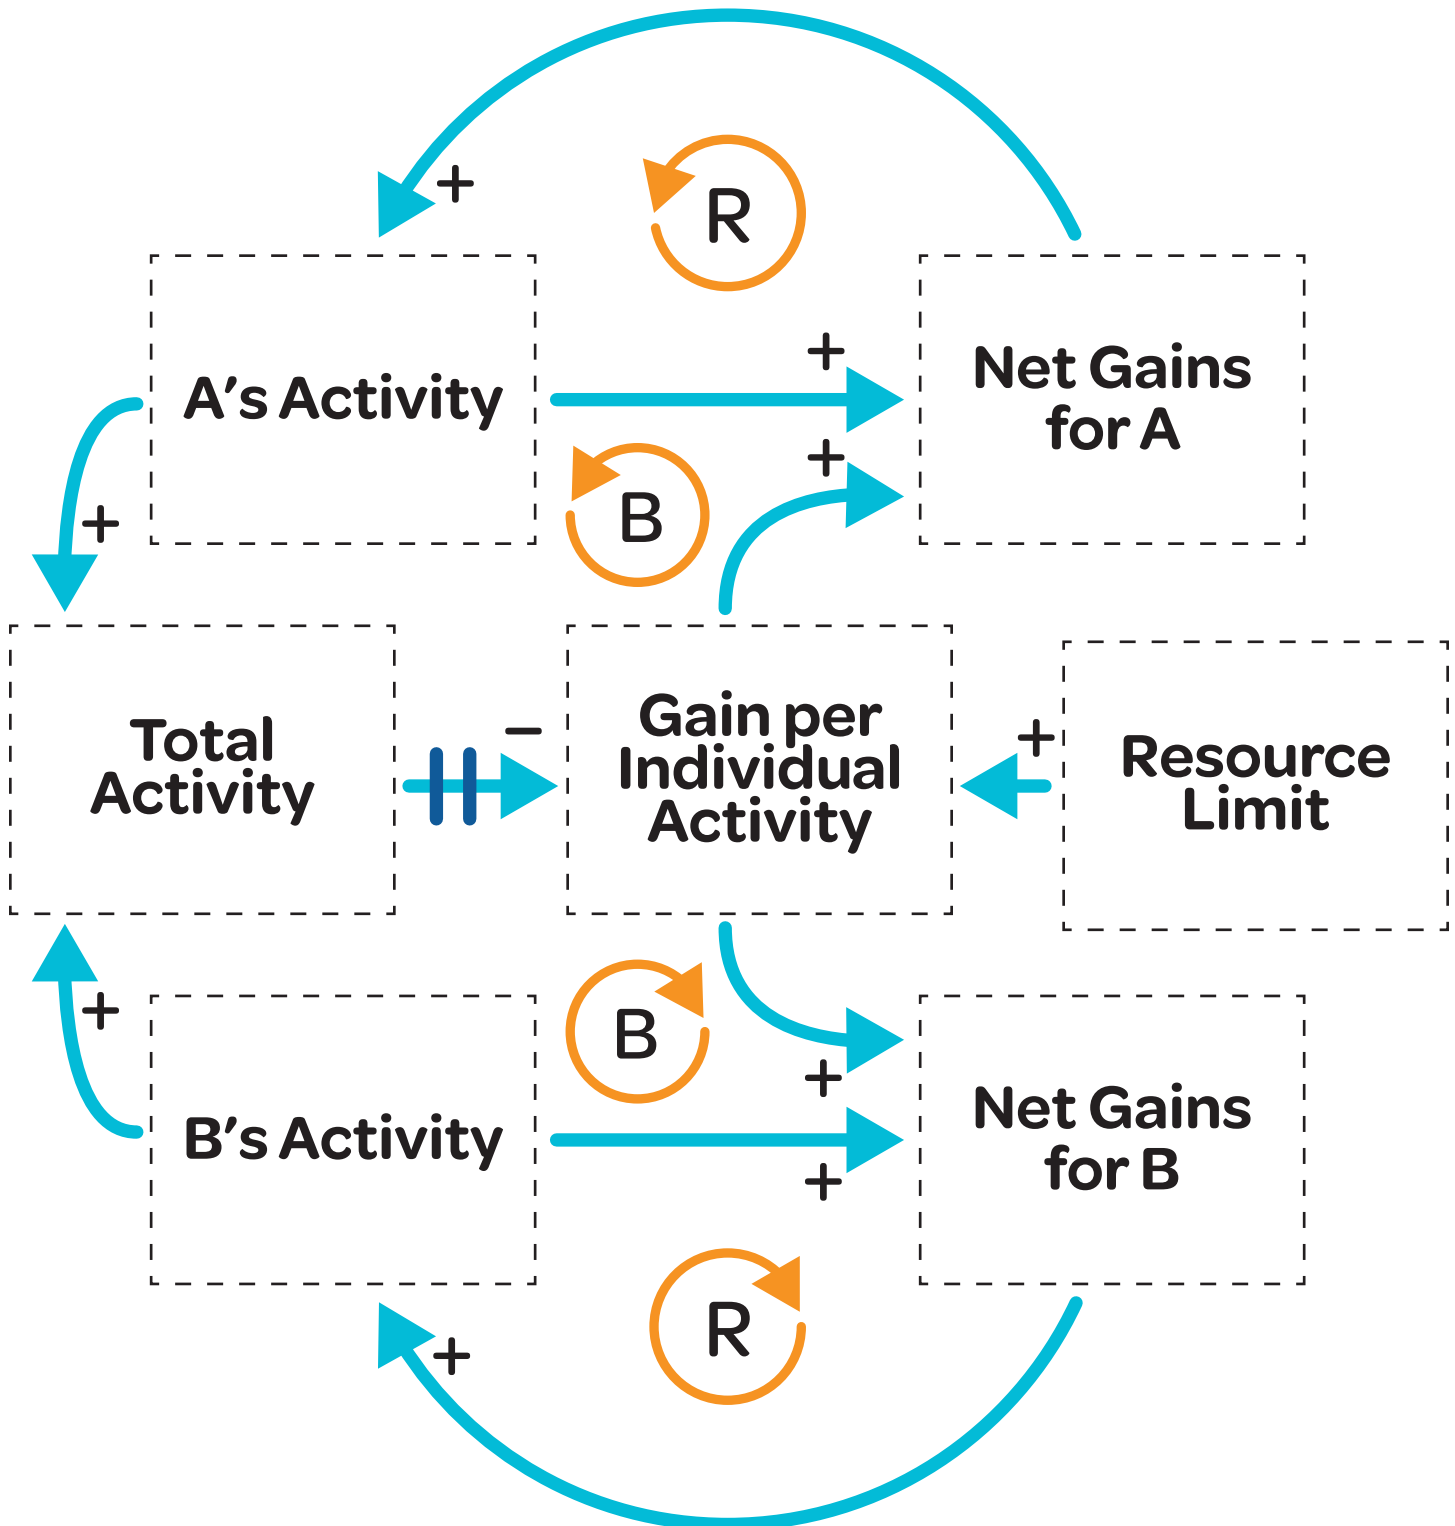 +
R
A’s Activity
+
Net Gains
for A
+
B
+
Total
Activity
−
Gain per
Individual
Activity
+
Resource
Limit
+
B
+
B’s Activity
+
Net Gains
for B
R
+